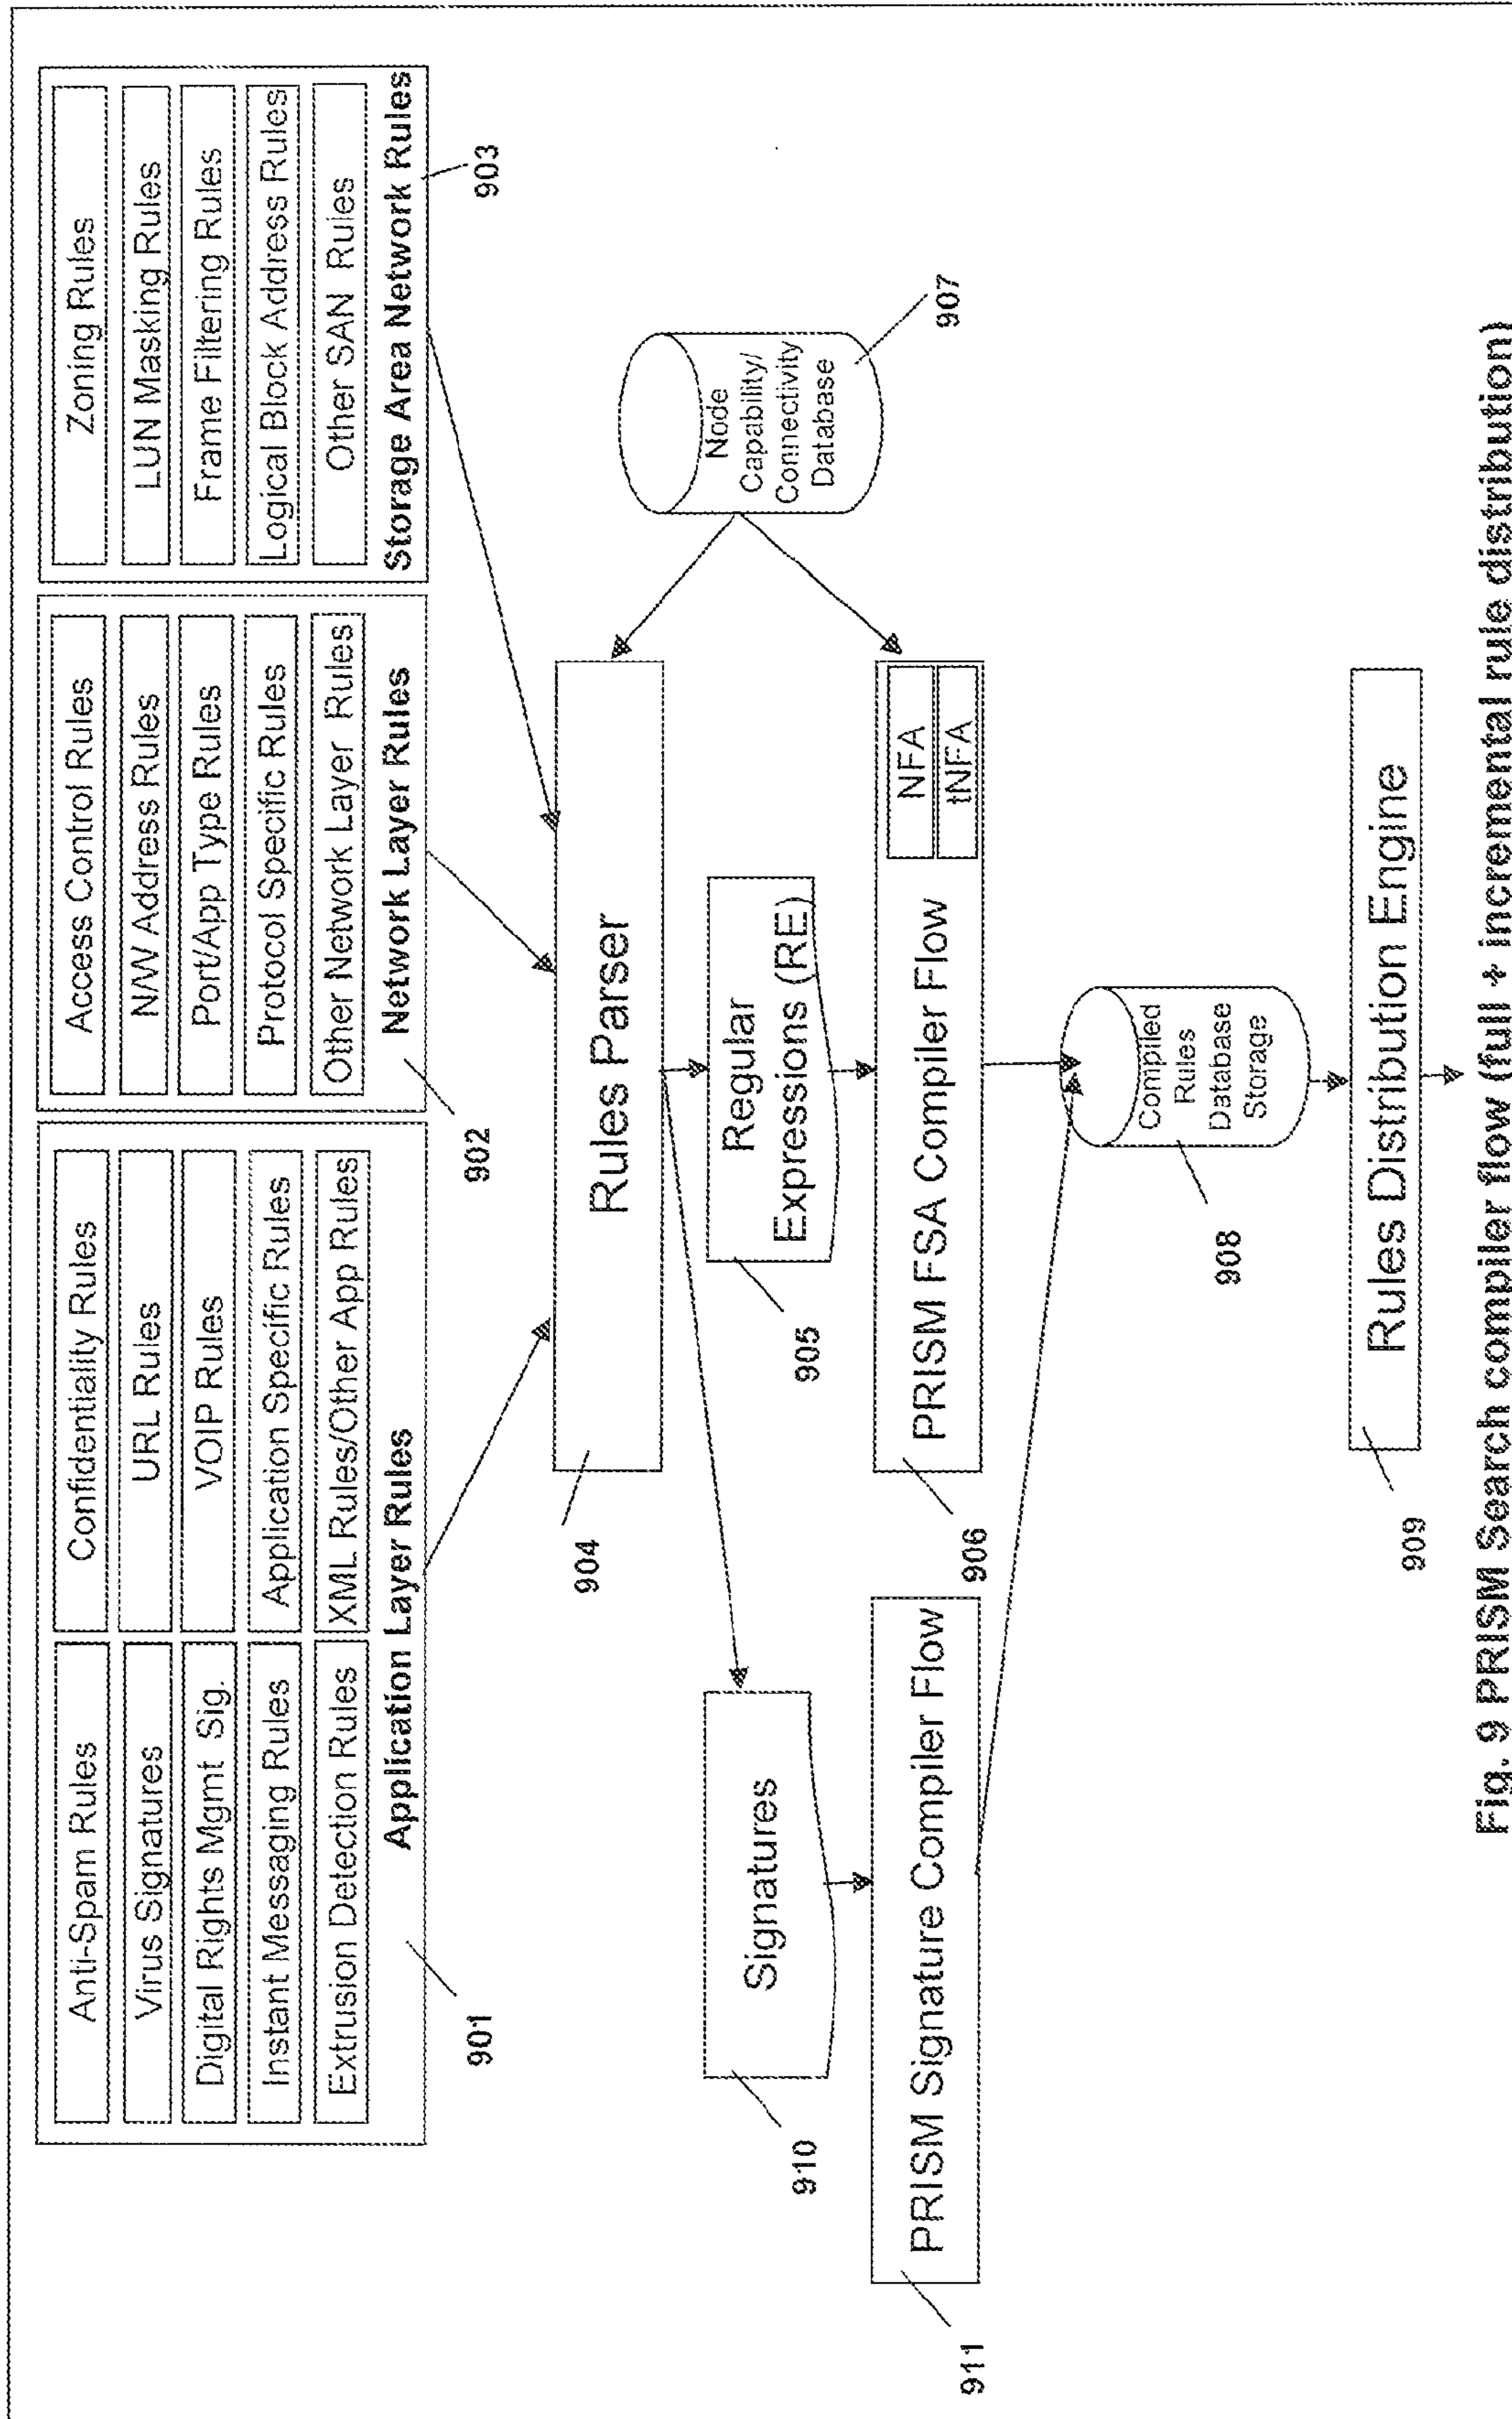 Anti-Spam Rules
Confidentiality Rules
Virus Signatures
URL Rules
Digital Rights Mgmt Sig.
VOIP Rules
Instant Messaging Rules
Application Specific Rules
Extrusion Detection Rules
XML Rules/Other App Rules
Application Layer Rules
901
Access Control Rules
N/W Address Rules
Port/App Type Rules
Protocol Specific Rules
Other Network Layer Rules
Network Layer Rules
902
Zoning Rules
LUN Masking Rules
Frame Filtering Rules
Logical Block Address Rules
Other SAN Rules
Storage Area Network Rules
903
Rules Parser
904
Node
Capability/
Connectivity
Database
907
Signatures
910
Regular
Expressions (RE)
905
PRISM Signature Compiler Flow
911
PRISM FSA Compiler Flow
NFA
tNFA
906
Compiled
Rules
Database
Storage
908
Rules Distribution Engine
909
Fig. 9 PRISM Search compiler flow (full + incremental rule distribution)